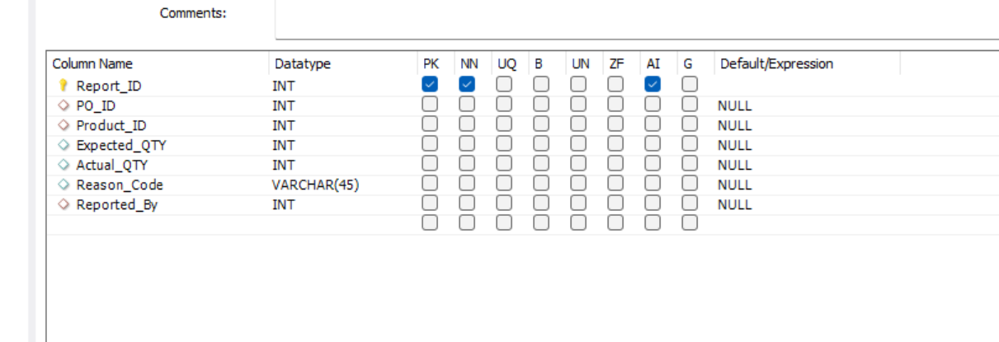 Comments:
Column Name Datatype PK NN UQ B UN ZF AI G Default/Expression
Report_ID INT
PO_ID INT NULL
Product_ID INT NULL
Expected_QTY INT NULL
Actual_QTY INT NULL
Reason_Code VARCHAR(45) NULL
Reported_By INT NULL